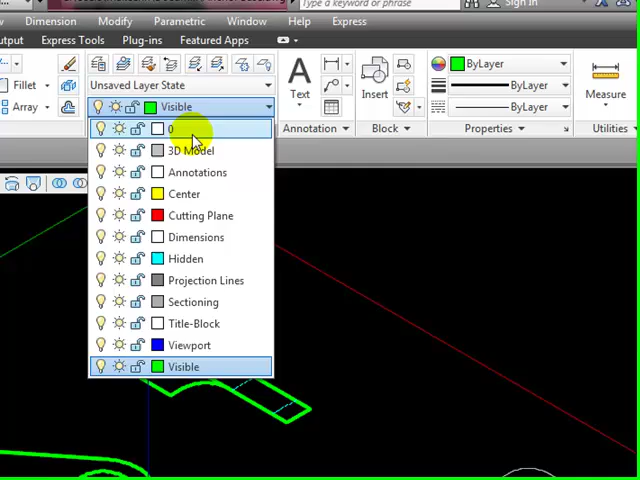 Type a keyword or phrase
Sign In
Dimension Modify Parametric Window Help Express
Express Tools Plug-ins Featured Apps
Unsaved Layer State
Visible
Fillet
Array
0
3D Model
Annotations
Center
Cutting Plane
Dimensions
Hidden
Projection Lines
Sectioning
Title-Block
Viewport
Visible
Text
Insert
ByLayer
ByLayer
ByLayer
Measure
Annotation
Block
Properties
Utilities